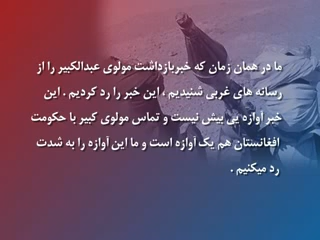 ما در همان زمان که خبربازداشت مولوی عبدالکبیر را از
رسانه های غربی شنیدیم ، این خبر را رد کردیم . این
خبر آوازه یی بیش نیست و تماس مولوی کبیر با حکومت
افغانستان هم یک آوازه است و ما این آوازه را به شدت
رد میکنیم .